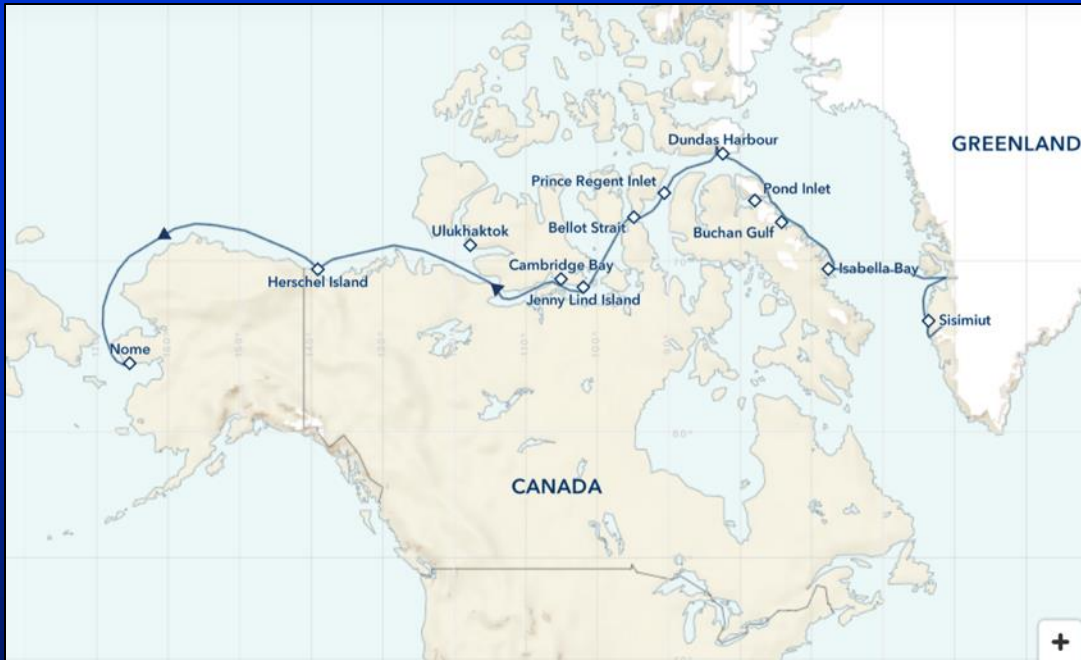 Dundas Harbour
GREENLAND
Prince Regent Inlet
Pond Inlet
Bellot Strait
Buchan Gulf
Ulukhaktok
Cambridge Bay
Isabella Bay
Herschel Island
Jenny Lind Island
Sisimiut
Nome
CANADA
+